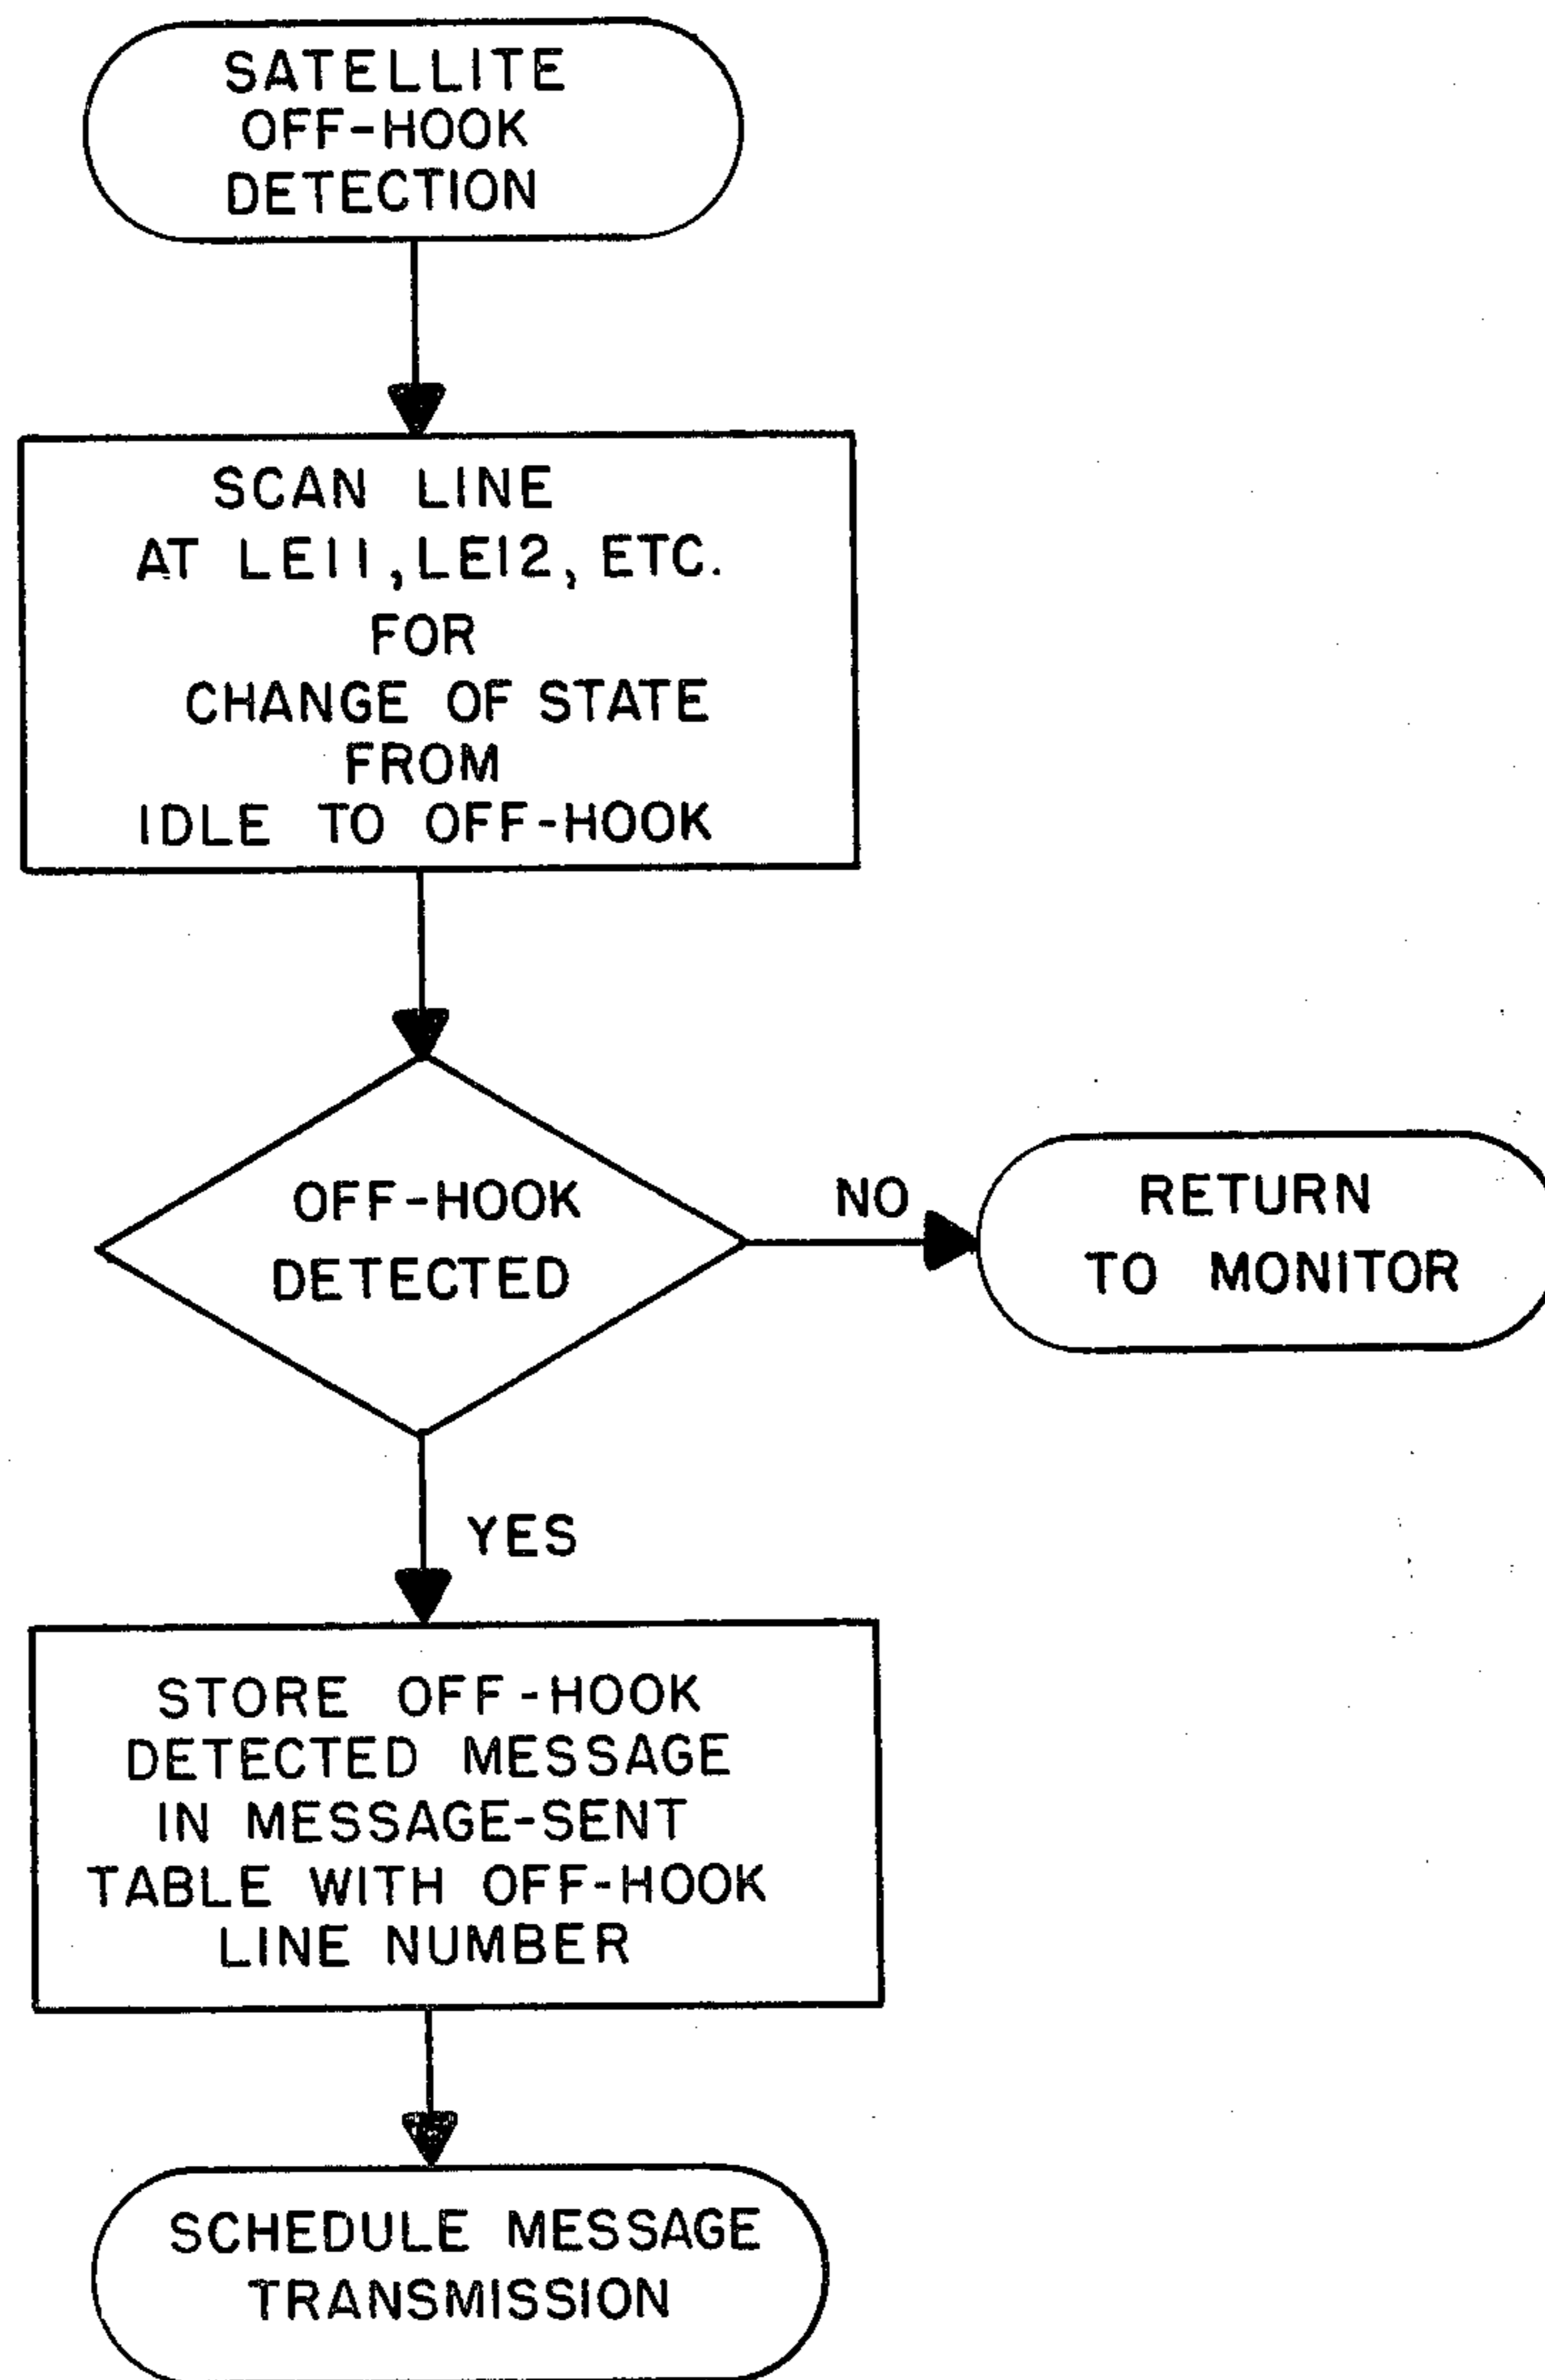 SATELLITE
OFF-HOOK
DETECTION
SCAN LINE
AT LE11, LE12, ETC.
FOR
CHANGE OF STATE
FROM
IDLE TO OFF-HOOK
OFF-HOOK
DETECTED
NO
RETURN
TO MONITOR
YES
STORE OFF-HOOK
DETECTED MESSAGE
IN MESSAGE-SENT
TABLE WITH OFF-HOOK
LINE NUMBER
SCHEDULE MESSAGE
TRANSMISSION